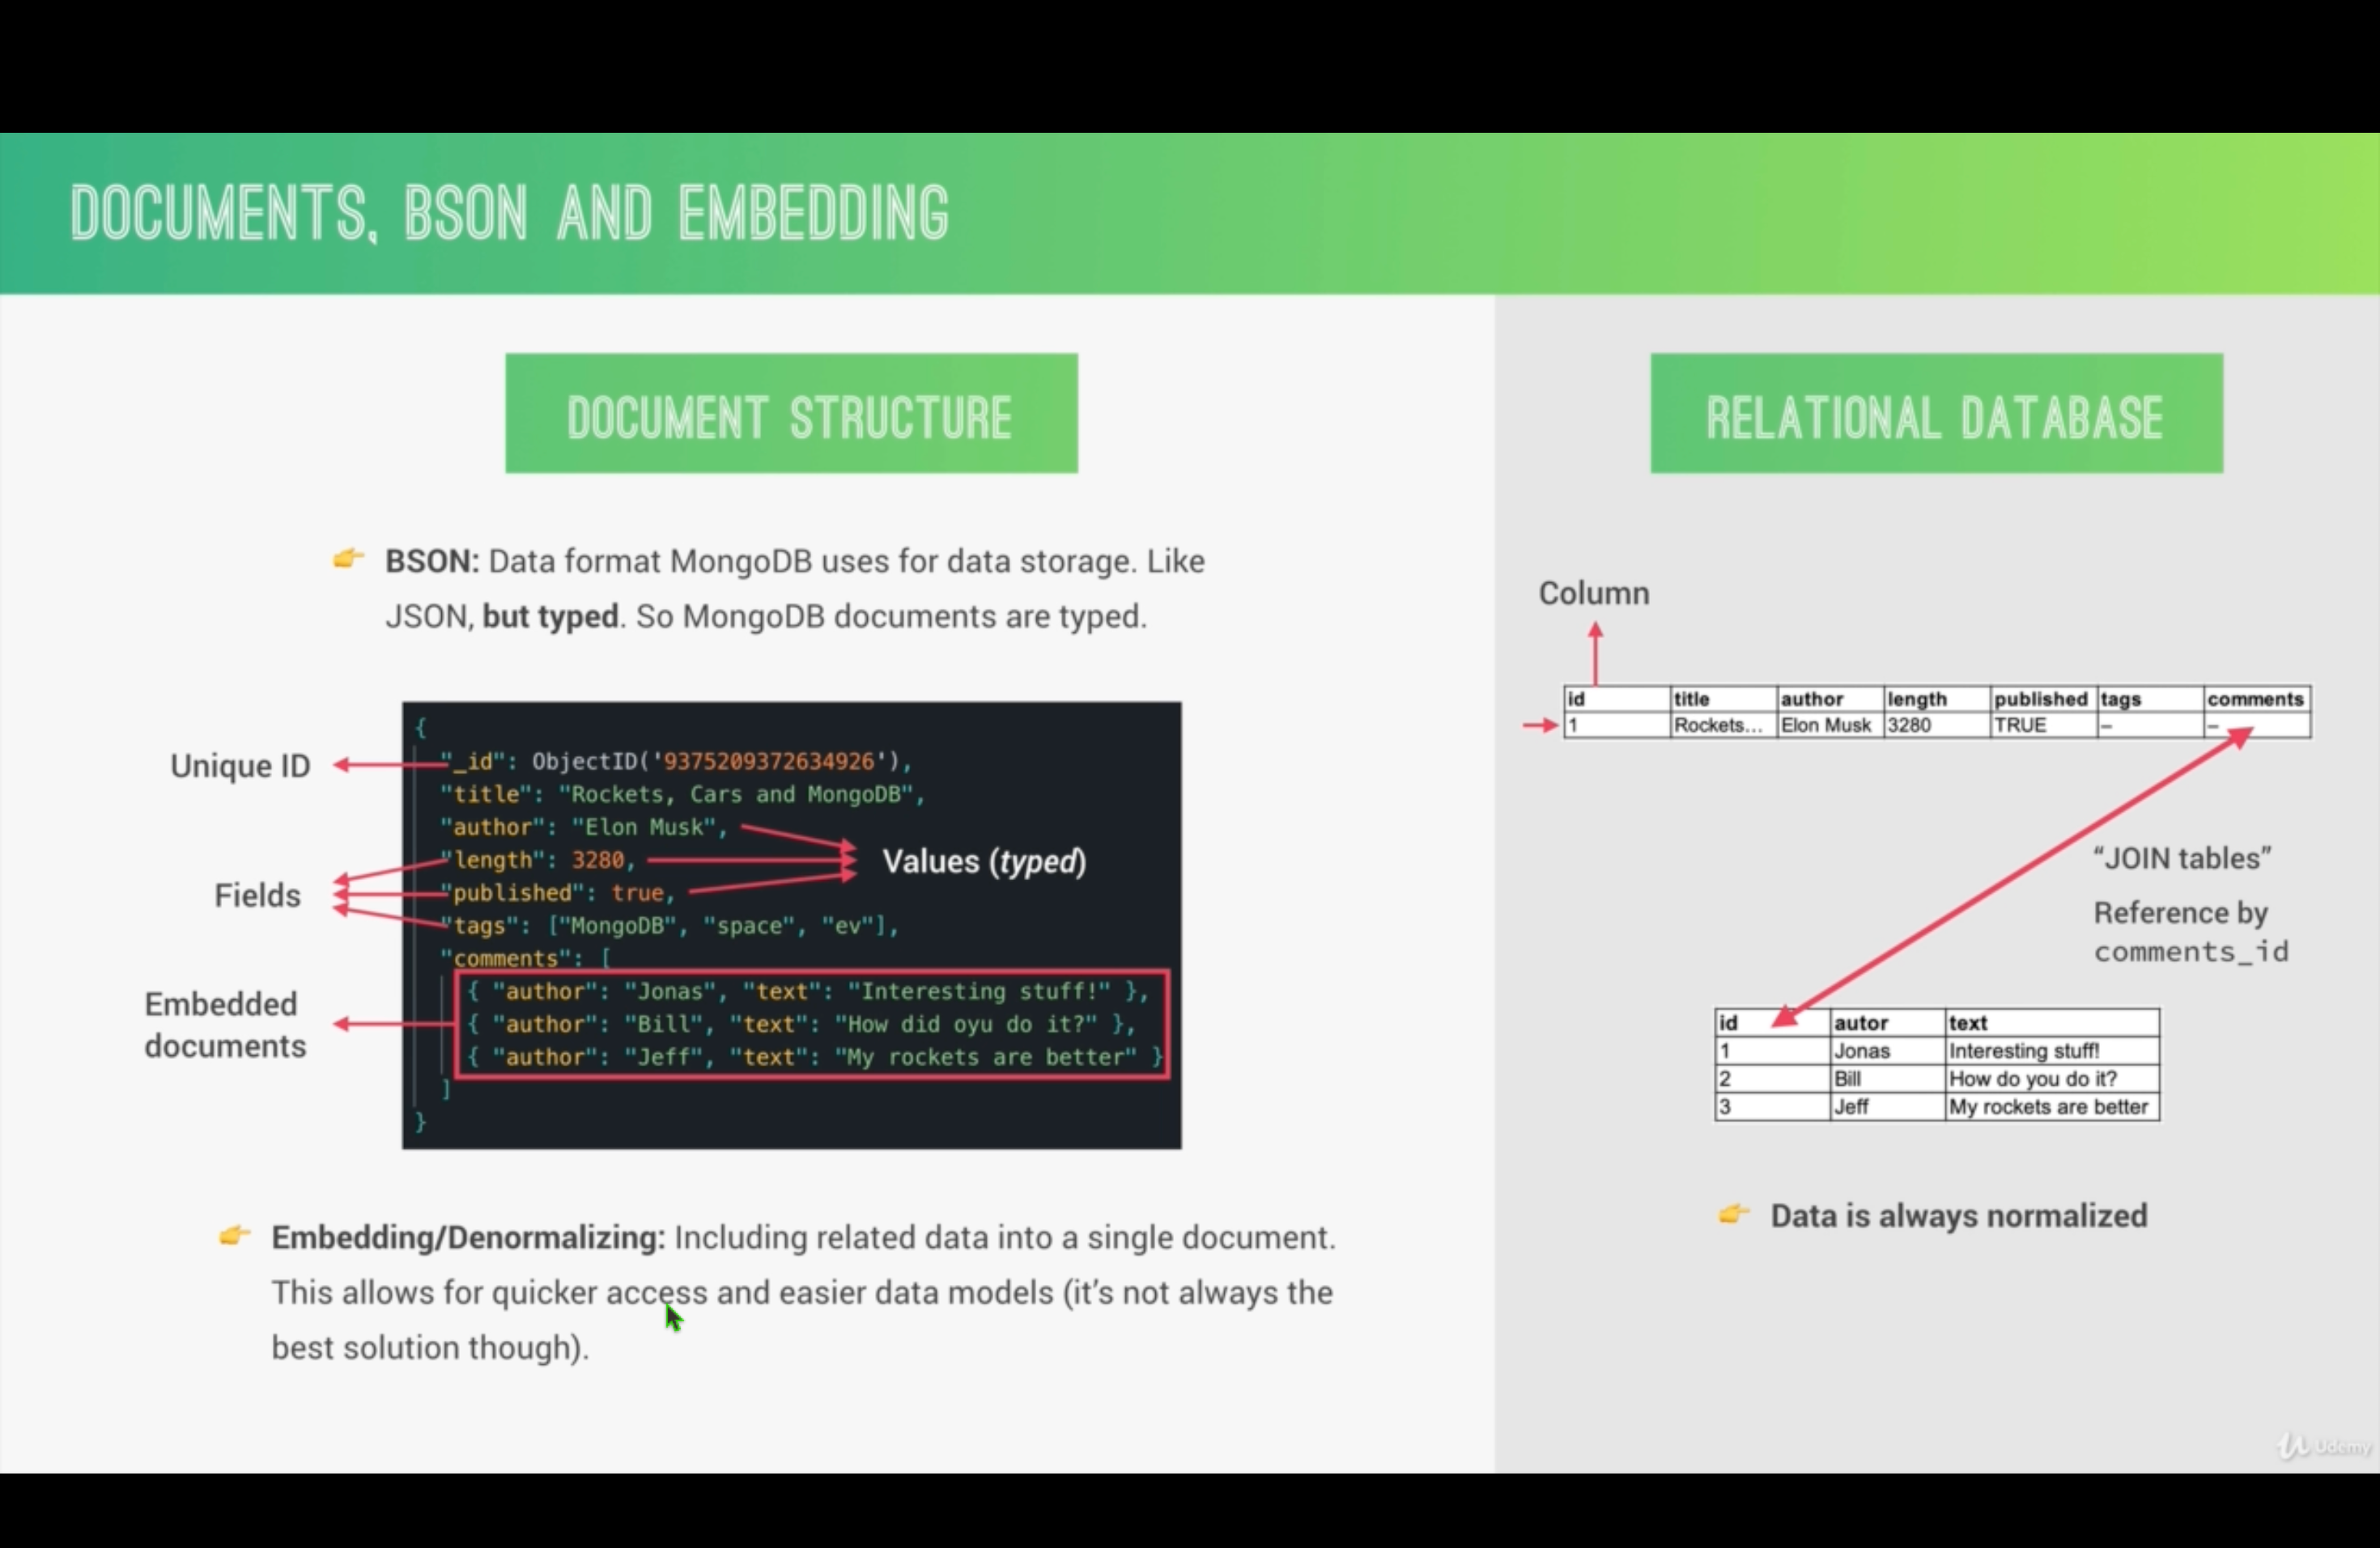 DOCUMENTS, BSON AND EMBEDDING
DOCUMENT STRUCTURE
👉 BSON: Data format MongoDB uses for data storage. Like
JSON, but typed. So MongoDB documents are typed.
{
"_id": ObjectID('9375209372634926'),
"title": "Rockets, Cars and MongoDB",
"author": "Elon Musk",
"length": 3280,
"published": true,
"tags": ["MongoDB", "space", "ev"],
"comments": [
{ "author": "Jonas", "text": "Interesting stuff!" },
{ "author": "Bill", "text": "How did oyu do it?" },
{ "author": "Jeff", "text": "My rockets are better" }
]
}
Unique ID
Fields
Embedded
documents
Values (typed)
👉 Embedding/Denormalizing: Including related data into a single document.
This allows for quicker access and easier data models (it's not always the
best solution though).
RELATIONAL DATABASE
Column
id title author length published tags comments
1 Rockets... Elon Musk 3280 TRUE – –
“JOIN tables”
Reference by
comments_id
id autor text
1 Jonas Interesting stuff!
2 Bill How do you do it?
3 Jeff My rockets are better
👉 Data is always normalized
Udemy